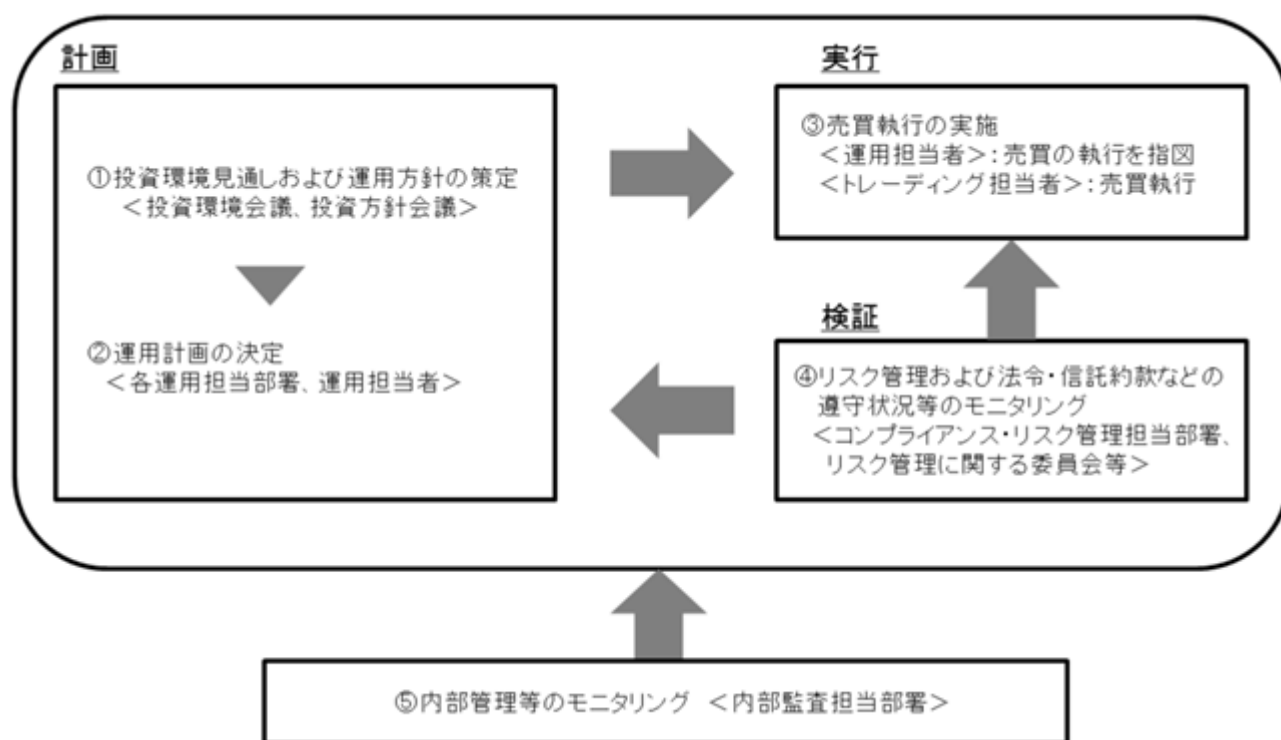 計画
①投資環境見通しおよび運用方針の策定
＜投資環境会議、投資方針会議＞
②運用計画の決定
＜各運用担当部署、運用担当者＞
実行
③売買執行の実施
＜運用担当者＞：売買の執行を指図
＜トレーディング担当者＞：売買執行
検証
④リスク管理および法令・信託約款などの
遵守状況等のモニタリング
＜コンプライアンス・リスク管理担当部署、
リスク管理に関する委員会等＞
⑤内部管理等のモニタリング ＜内部監査担当部署＞